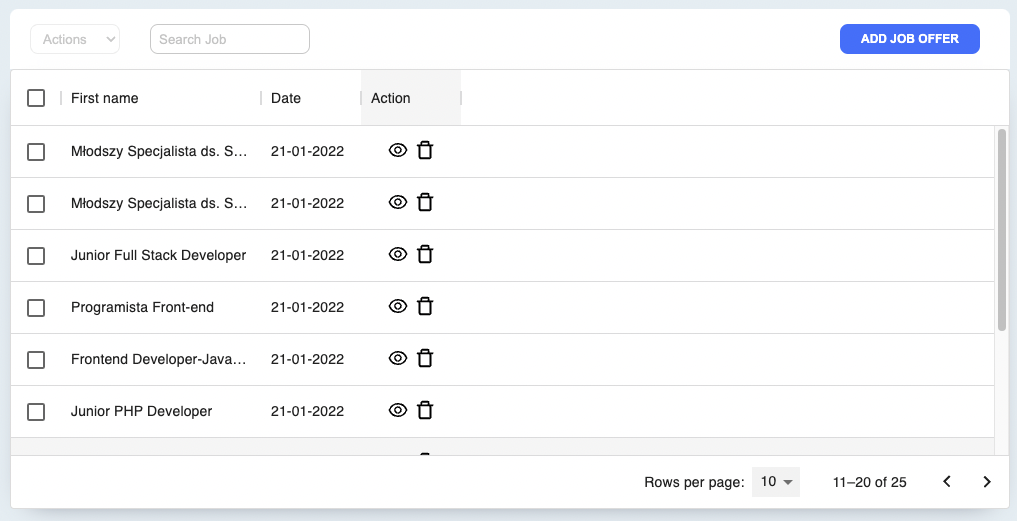 Actions Search Job ADD JOB OFFER
First name Date Action
Młodszy Specjalista ds. S... 21-01-2022
Młodszy Specjalista ds. S... 21-01-2022
Junior Full Stack Developer 21-01-2022
Programista Front-end 21-01-2022
Frontend Developer-Java... 21-01-2022
Junior PHP Developer 21-01-2022
Rows per page: 10 11–20 of 25